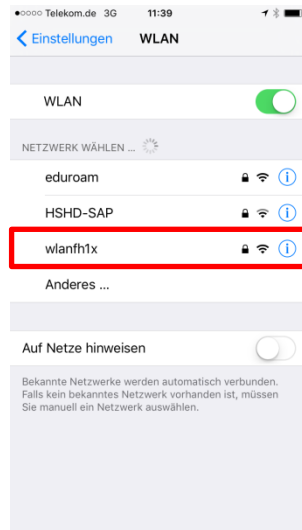 Telekom.de 3G 11:39
Einstellungen WLAN
WLAN
NETZWERK WÄHLEN ...
eduroam
HSHD-SAP
wlanfh1x
Anderes ...
Auf Netze hinweisen
Bekannte Netzwerke werden automatisch verbunden.
Falls kein bekanntes Netzwerk vorhanden ist, müssen
Sie manuell ein Netzwerk auswählen.